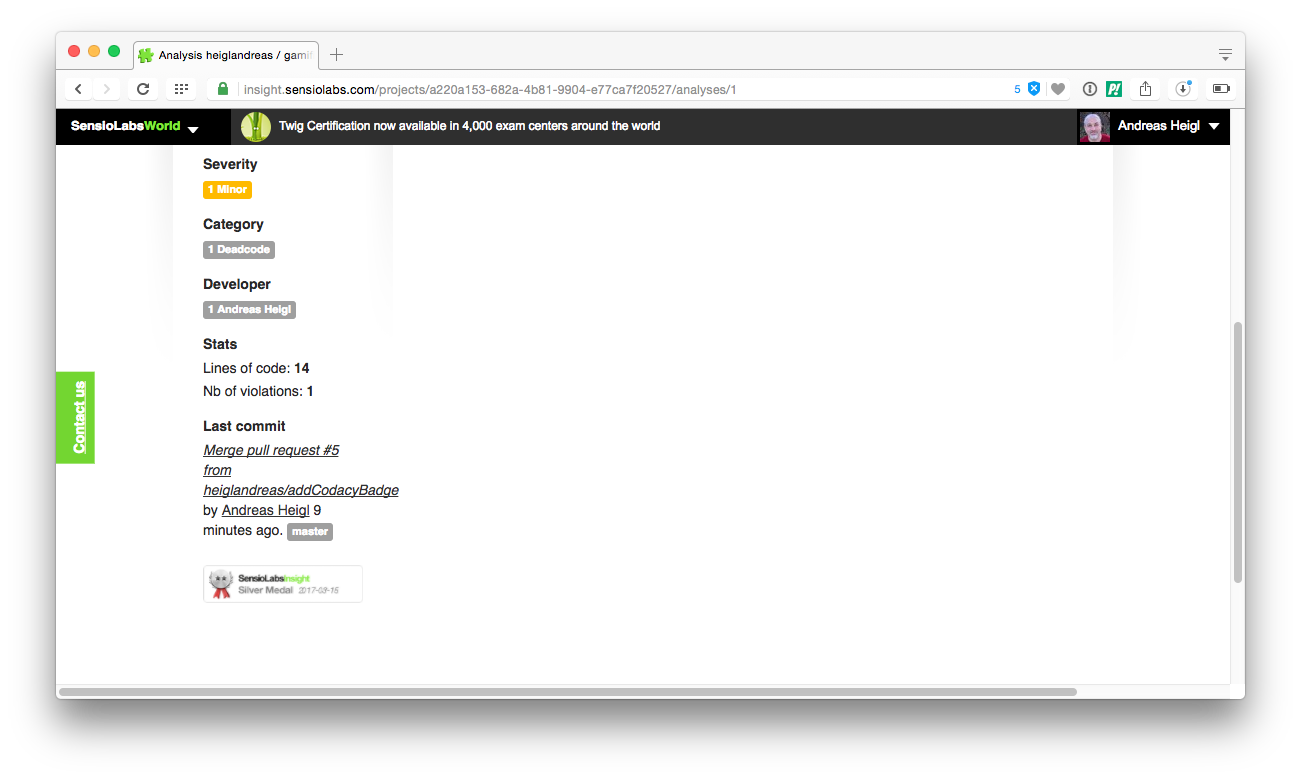 Analysis heiglandreas / gami
insight.sensiolabs.com/projects/a220a153-682a-4b81-9904-e77ca7f20527/analyses/1
5
SensioLabsWorld
Twig Certification now available in 4,000 exam centers around the world
Andreas Heigl
Severity
1 Minor
Category
1 Deadcode
Developer
1 Andreas Heigl
Stats
Lines of code: 14
Nb of violations: 1
Contact us
Last commit
Merge pull request #5
from
heiglandreas/addCodacyBadge
by Andreas Heigl 9
minutes ago. master
SensioLabsInsight
Silver Medal 2017-03-15